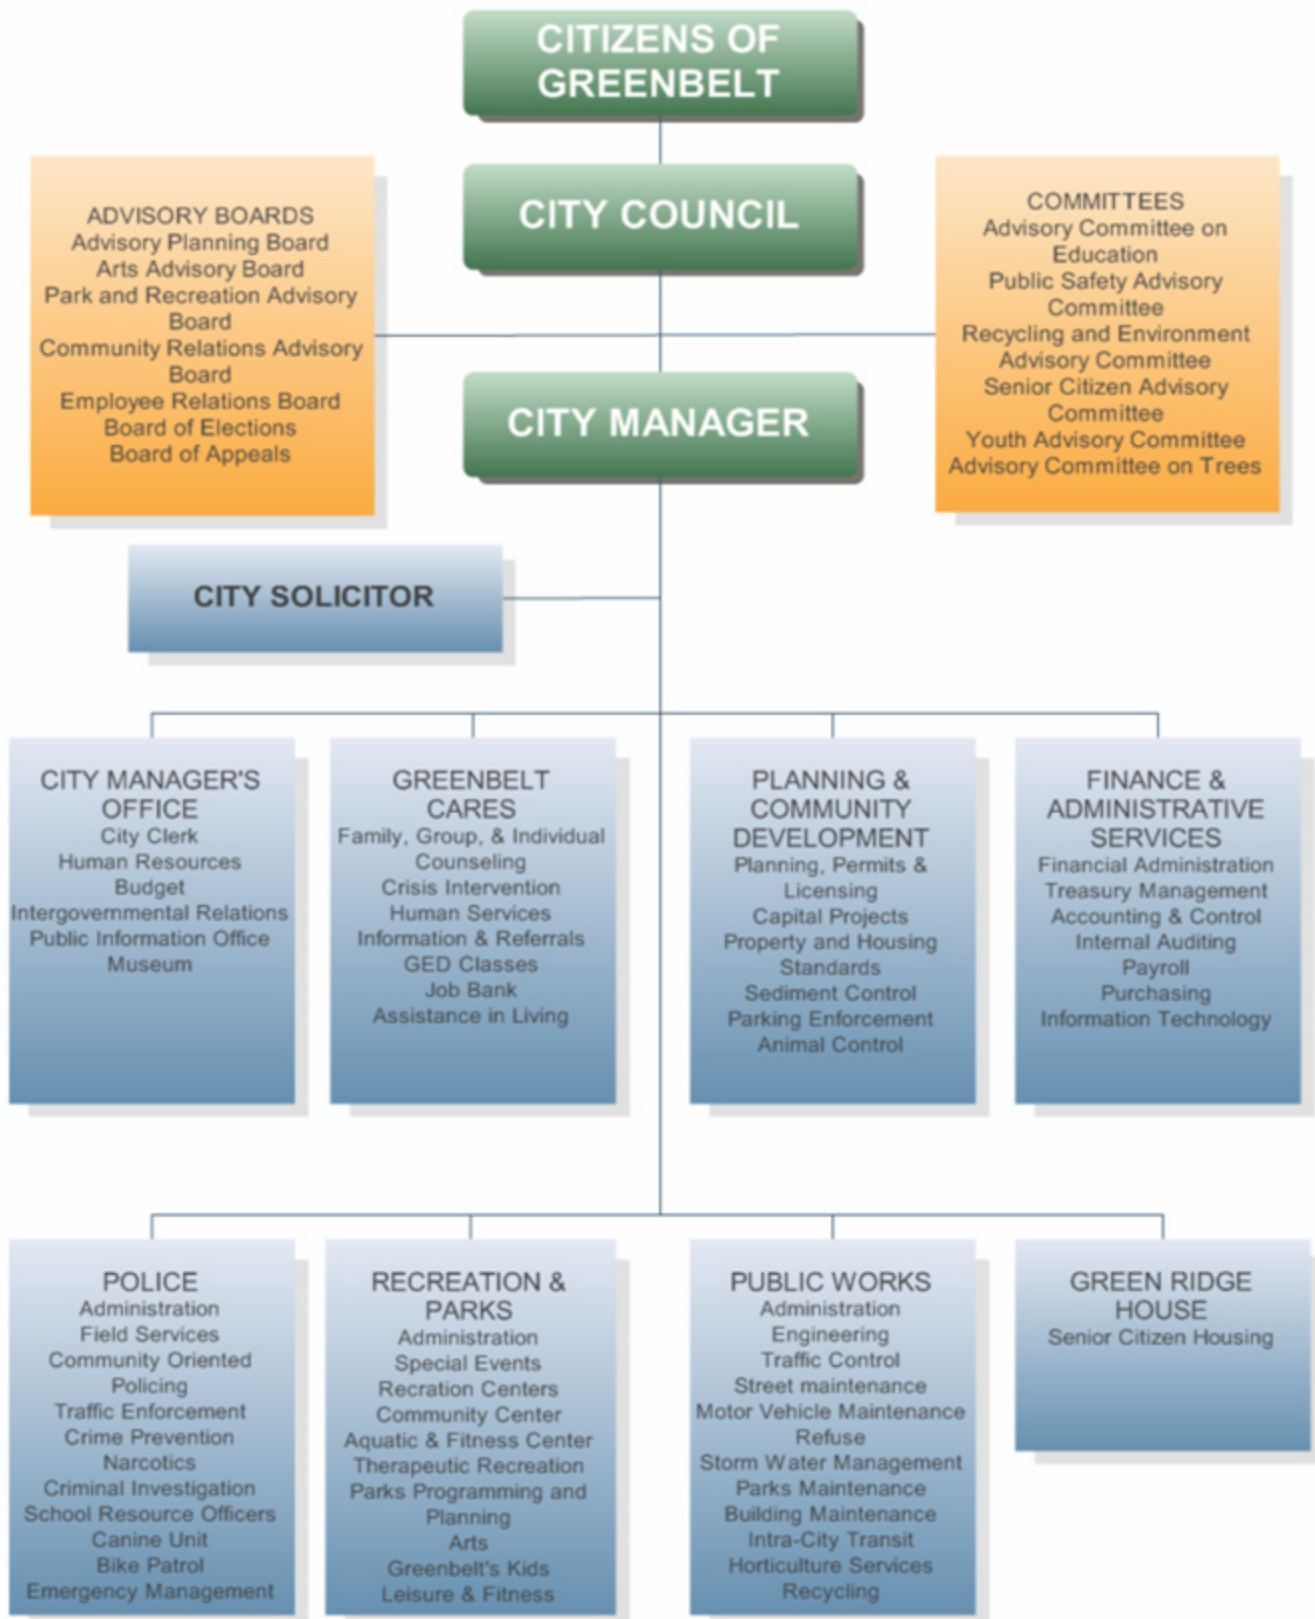 CITIZENS OF
GREENBELT
CITY COUNCIL
ADVISORY BOARDS
Advisory Planning Board
Arts Advisory Board
Park and Recreation Advisory
Board
Community Relations Advisory
Board
Employee Relations Board
Board of Elections
Board of Appeals
COMMITTEES
Advisory Committee on
Education
Public Safety Advisory
Committee
Recycling and Environment
Advisory Committee
Senior Citizen Advisory
Committee
Youth Advisory Committee
Advisory Committee on Trees
CITY MANAGER
CITY SOLICITOR
CITY MANAGER'S
OFFICE
City Clerk
Human Resources
Budget
Intergovernmental Relations
Public Information Office
Museum
GREENBELT
CARES
Family, Group, & Individual
Counseling
Crisis Intervention
Human Services
Information & Referrals
GED Classes
Job Bank
Assistance in Living
PLANNING &
COMMUNITY
DEVELOPMENT
Planning, Permits &
Licensing
Capital Projects
Property and Housing
Standards
Sediment Control
Parking Enforcement
Animal Control
FINANCE &
ADMINISTRATIVE
SERVICES
Financial Administration
Treasury Management
Accounting & Control
Internal Auditing
Payroll
Purchasing
Information Technology
POLICE
Administration
Field Services
Community Oriented
Policing
Traffic Enforcement
Crime Prevention
Narcotics
Criminal Investigation
School Resource Officers
Canine Unit
Bike Patrol
Emergency Management
RECREATION &
PARKS
Administration
Special Events
Recration Centers
Community Center
Aquatic & Fitness Center
Therapeutic Recreation
Parks Programming and
Planning
Arts
Greenbelt's Kids
Leisure & Fitness
PUBLIC WORKS
Administration
Engineering
Traffic Control
Street maintenance
Motor Vehicle Maintenance
Refuse
Storm Water Management
Parks Maintenance
Building Maintenance
Intra-City Transit
Horticulture Services
Recycling
GREEN RIDGE
HOUSE
Senior Citizen Housing